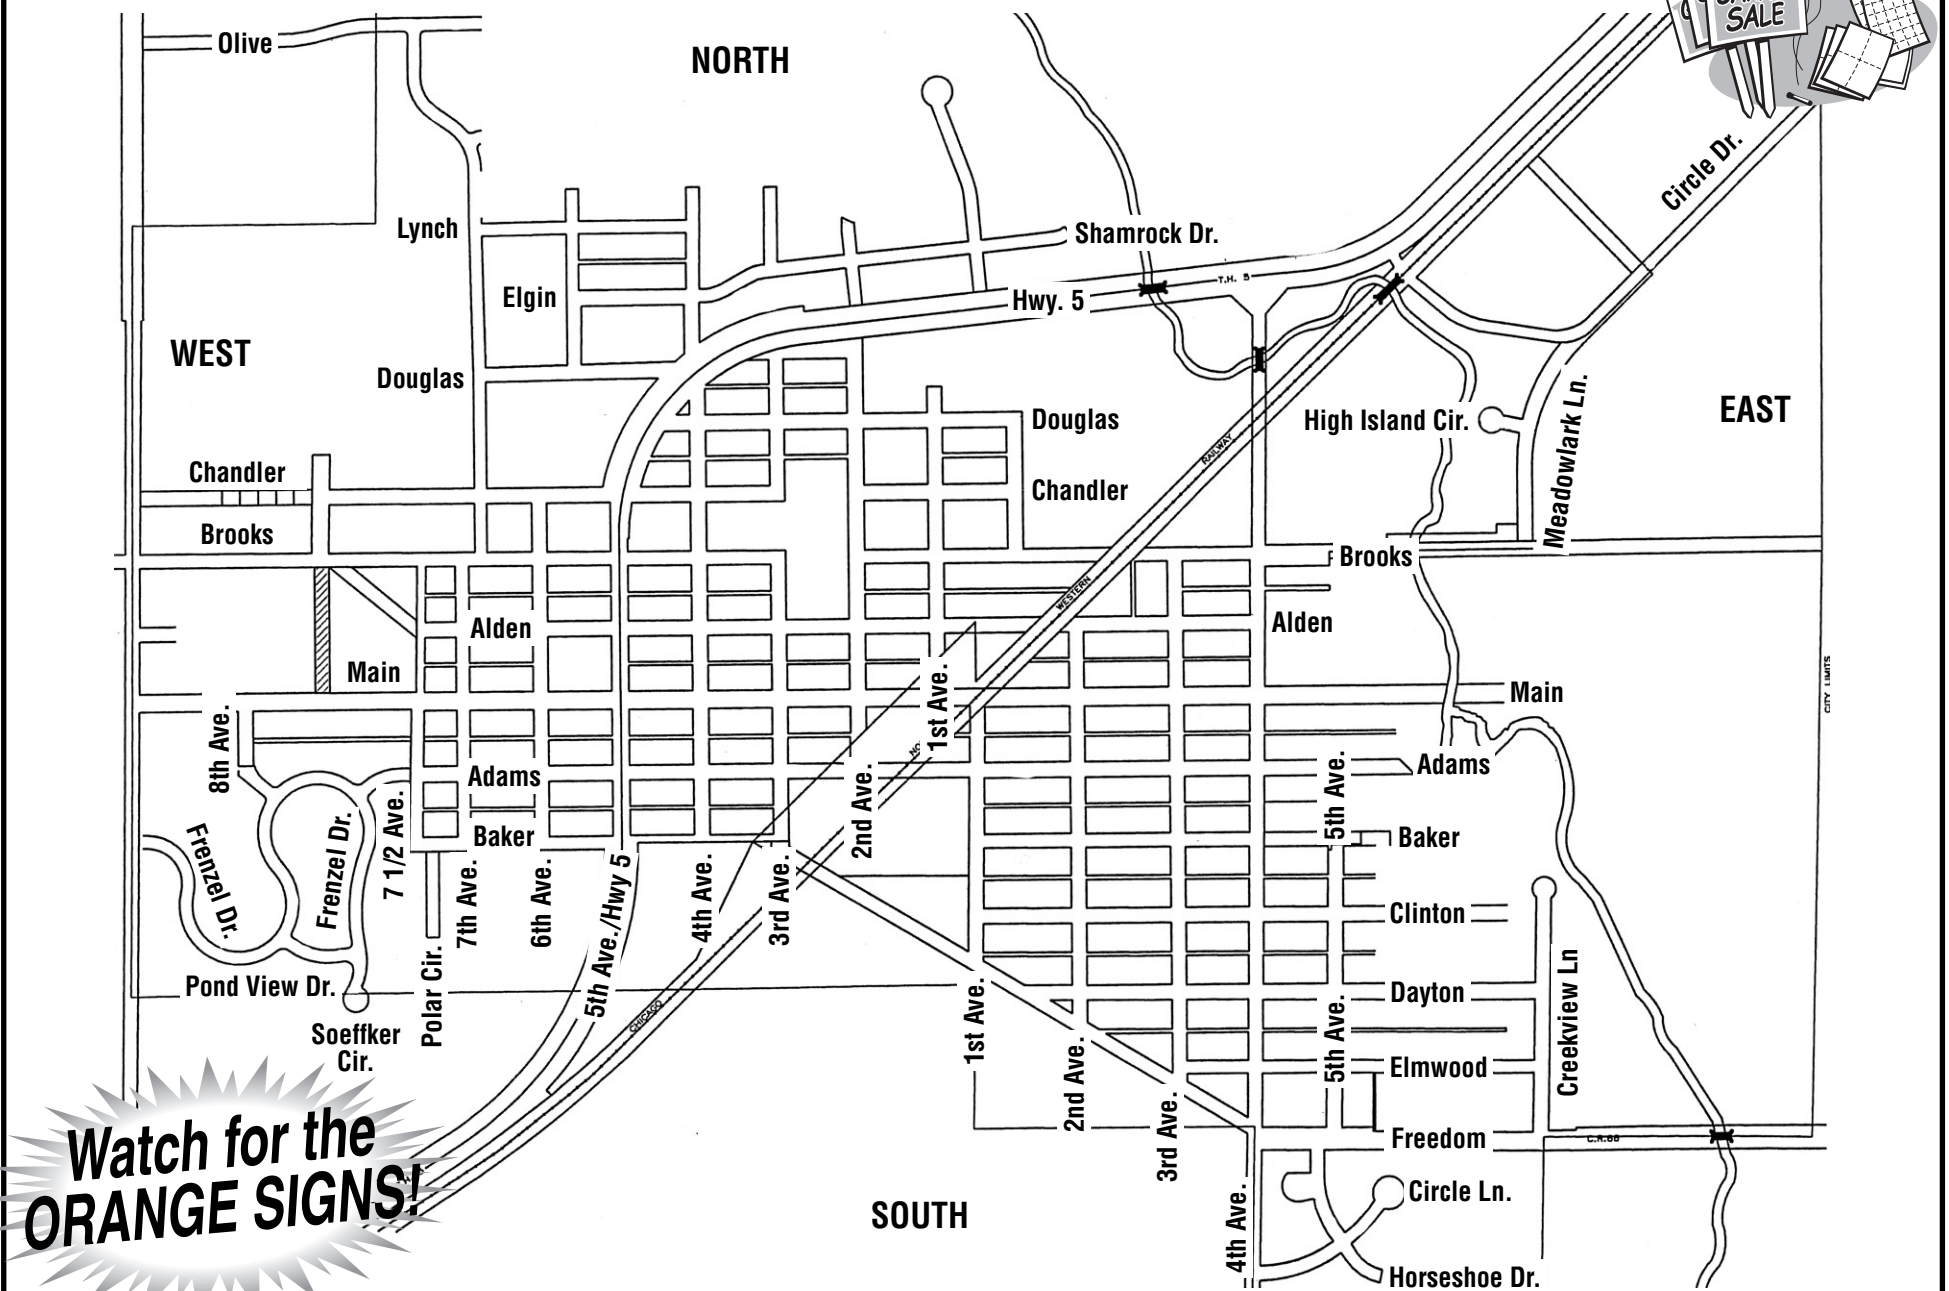 SALE
Olive
NORTH
Circle Dr.
Lynch
Shamrock Dr.
Elgin
T.H. 5
Hwy. 5
WEST
Douglas
Meadowlark Ln.
EAST
Douglas
High Island Cir.
RAILWAY
Chandler
Chandler
Brooks
Brooks
WESTERN
Alden
Alden
Main
CITY LIMITS
1st Ave.
Main
8th Ave.
NO
Adams
2nd Ave.
5th Ave.
Adams
7 1/2 Ave.
Baker
Baker
Frenzel Dr.
Frenzel Dr.
7th Ave.
6th Ave.
5th Ave./Hwy 5
4th Ave.
3rd Ave.
Clinton
Pond View Dr.
Polar Cir.
CHICAGO
1st Ave.
Dayton
Creekview Ln
Soeffker
Cir.
2nd Ave.
5th Ave.
Elmwood
3rd Ave.
Freedom
C.R.66
Watch for the
ORANGE SIGNS!
SOUTH
4th Ave.
Circle Ln.
Horseshoe Dr.